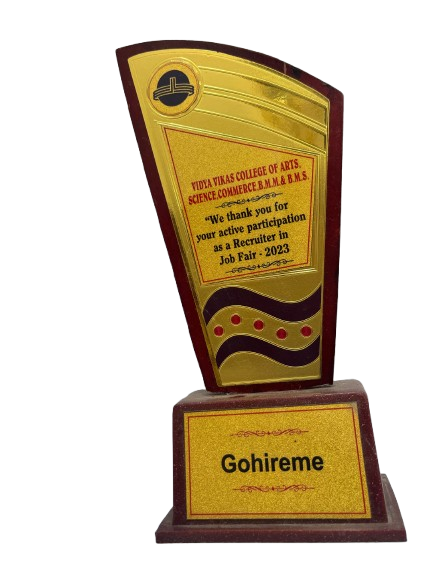 VIDYA VIKAS COLLEGE OF ARTS,
SCIENCE,COMMERCE,B.M.M.& B.M.S.
"We thank you for
your active participation
as a Recruiter in
Job Fair - 2023
Gohireme